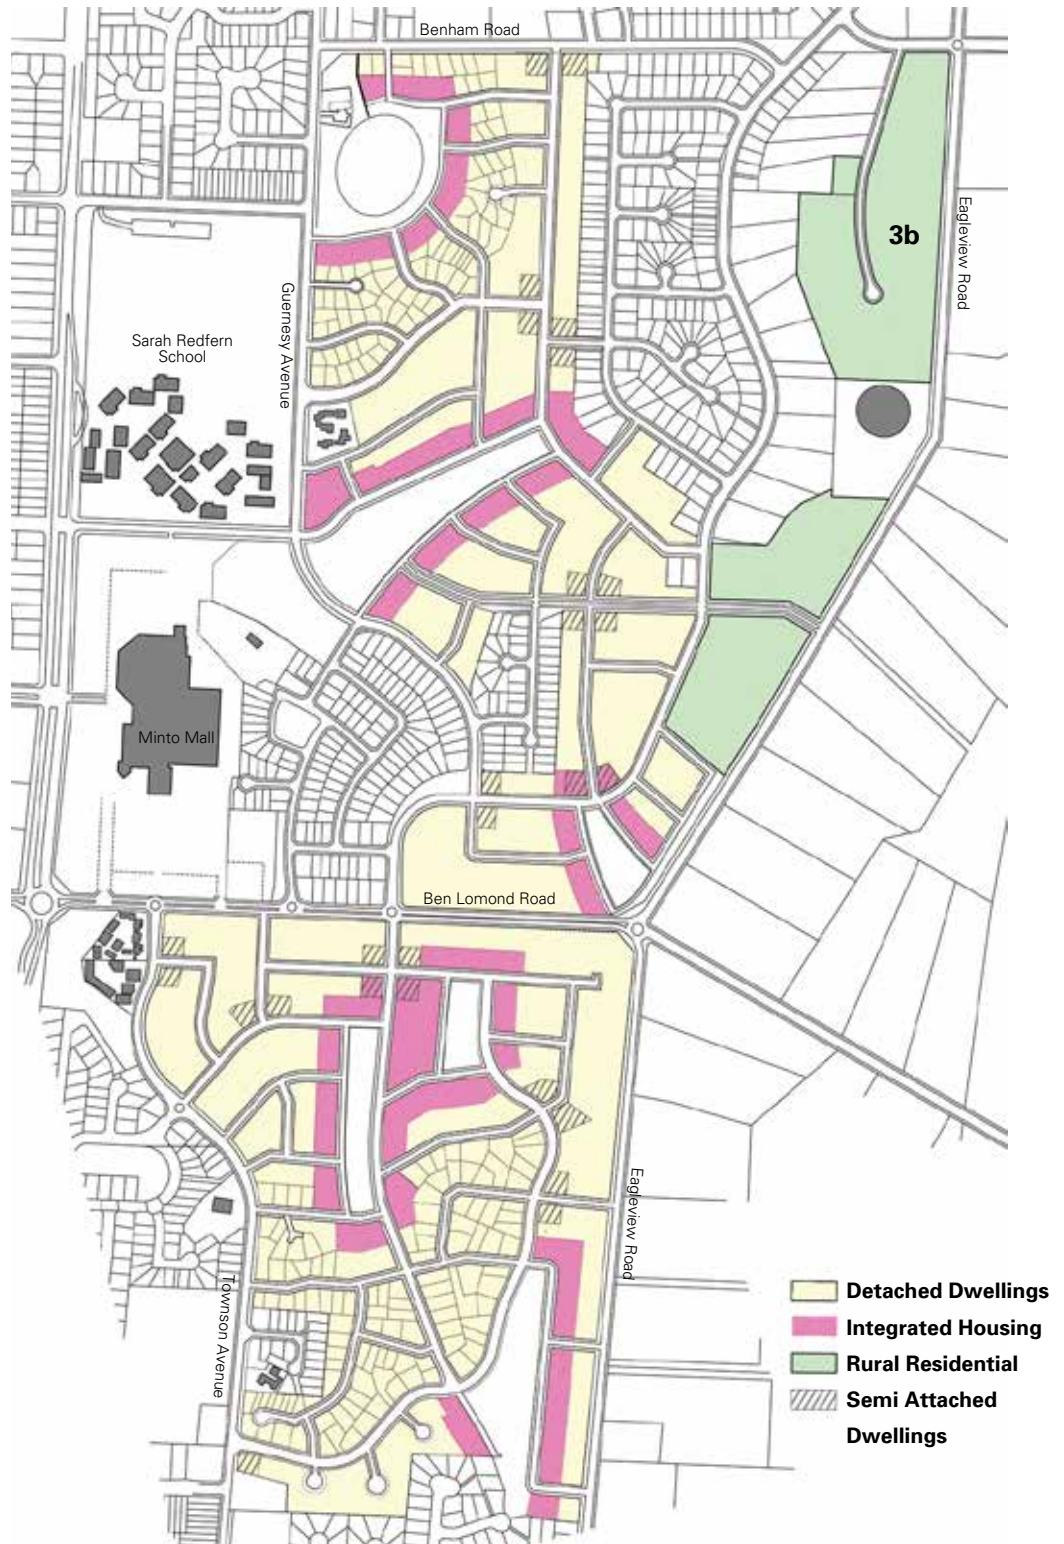 Benham Road
3b
Eagleview Road
Guernesy Avenue
Sarah Redfern
School
Minto Mall
Ben Lomond Road
Eagleview Road
Townson Avenue
Detached Dwellings
Integrated Housing
Rural Residential
Semi Attached
Dwellings